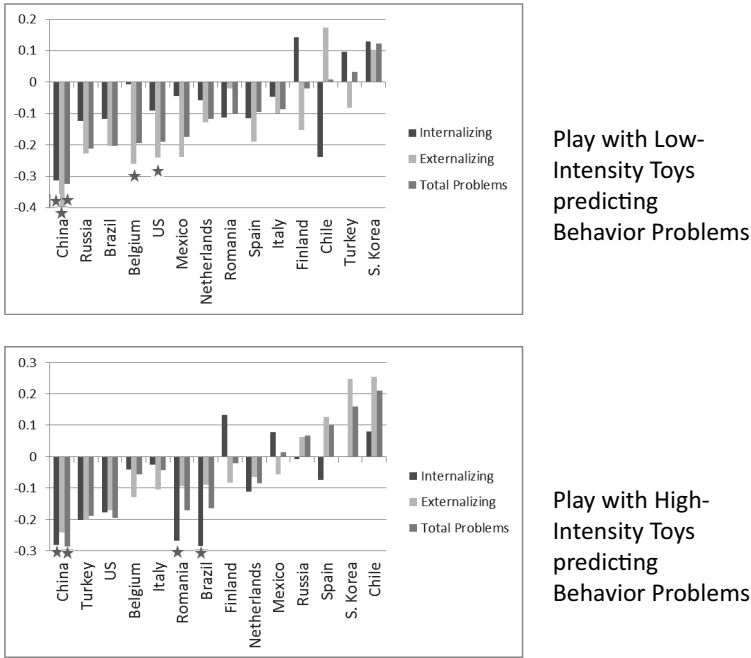 0.2
0.1
0
-0.1
-0.2
-0.3
-0.4
China
Russia
Brazil
Belgium
US
Mexico
Netherlands
Romania
Spain
Italy
Finland
Chile
Turkey
S. Korea
Internalizing
Externalizing
Total Problems
Play with Low-
Intensity Toys
predicting
Behavior Problems
0.3
0.2
0.1
0
-0.1
-0.2
-0.3
China
Turkey
US
Belgium
Italy
Romania
Brazil
Finland
Netherlands
Mexico
Russia
Spain
S. Korea
Chile
Internalizing
Externalizing
Total Problems
Play with High-
Intensity Toys
predicting
Behavior Problems